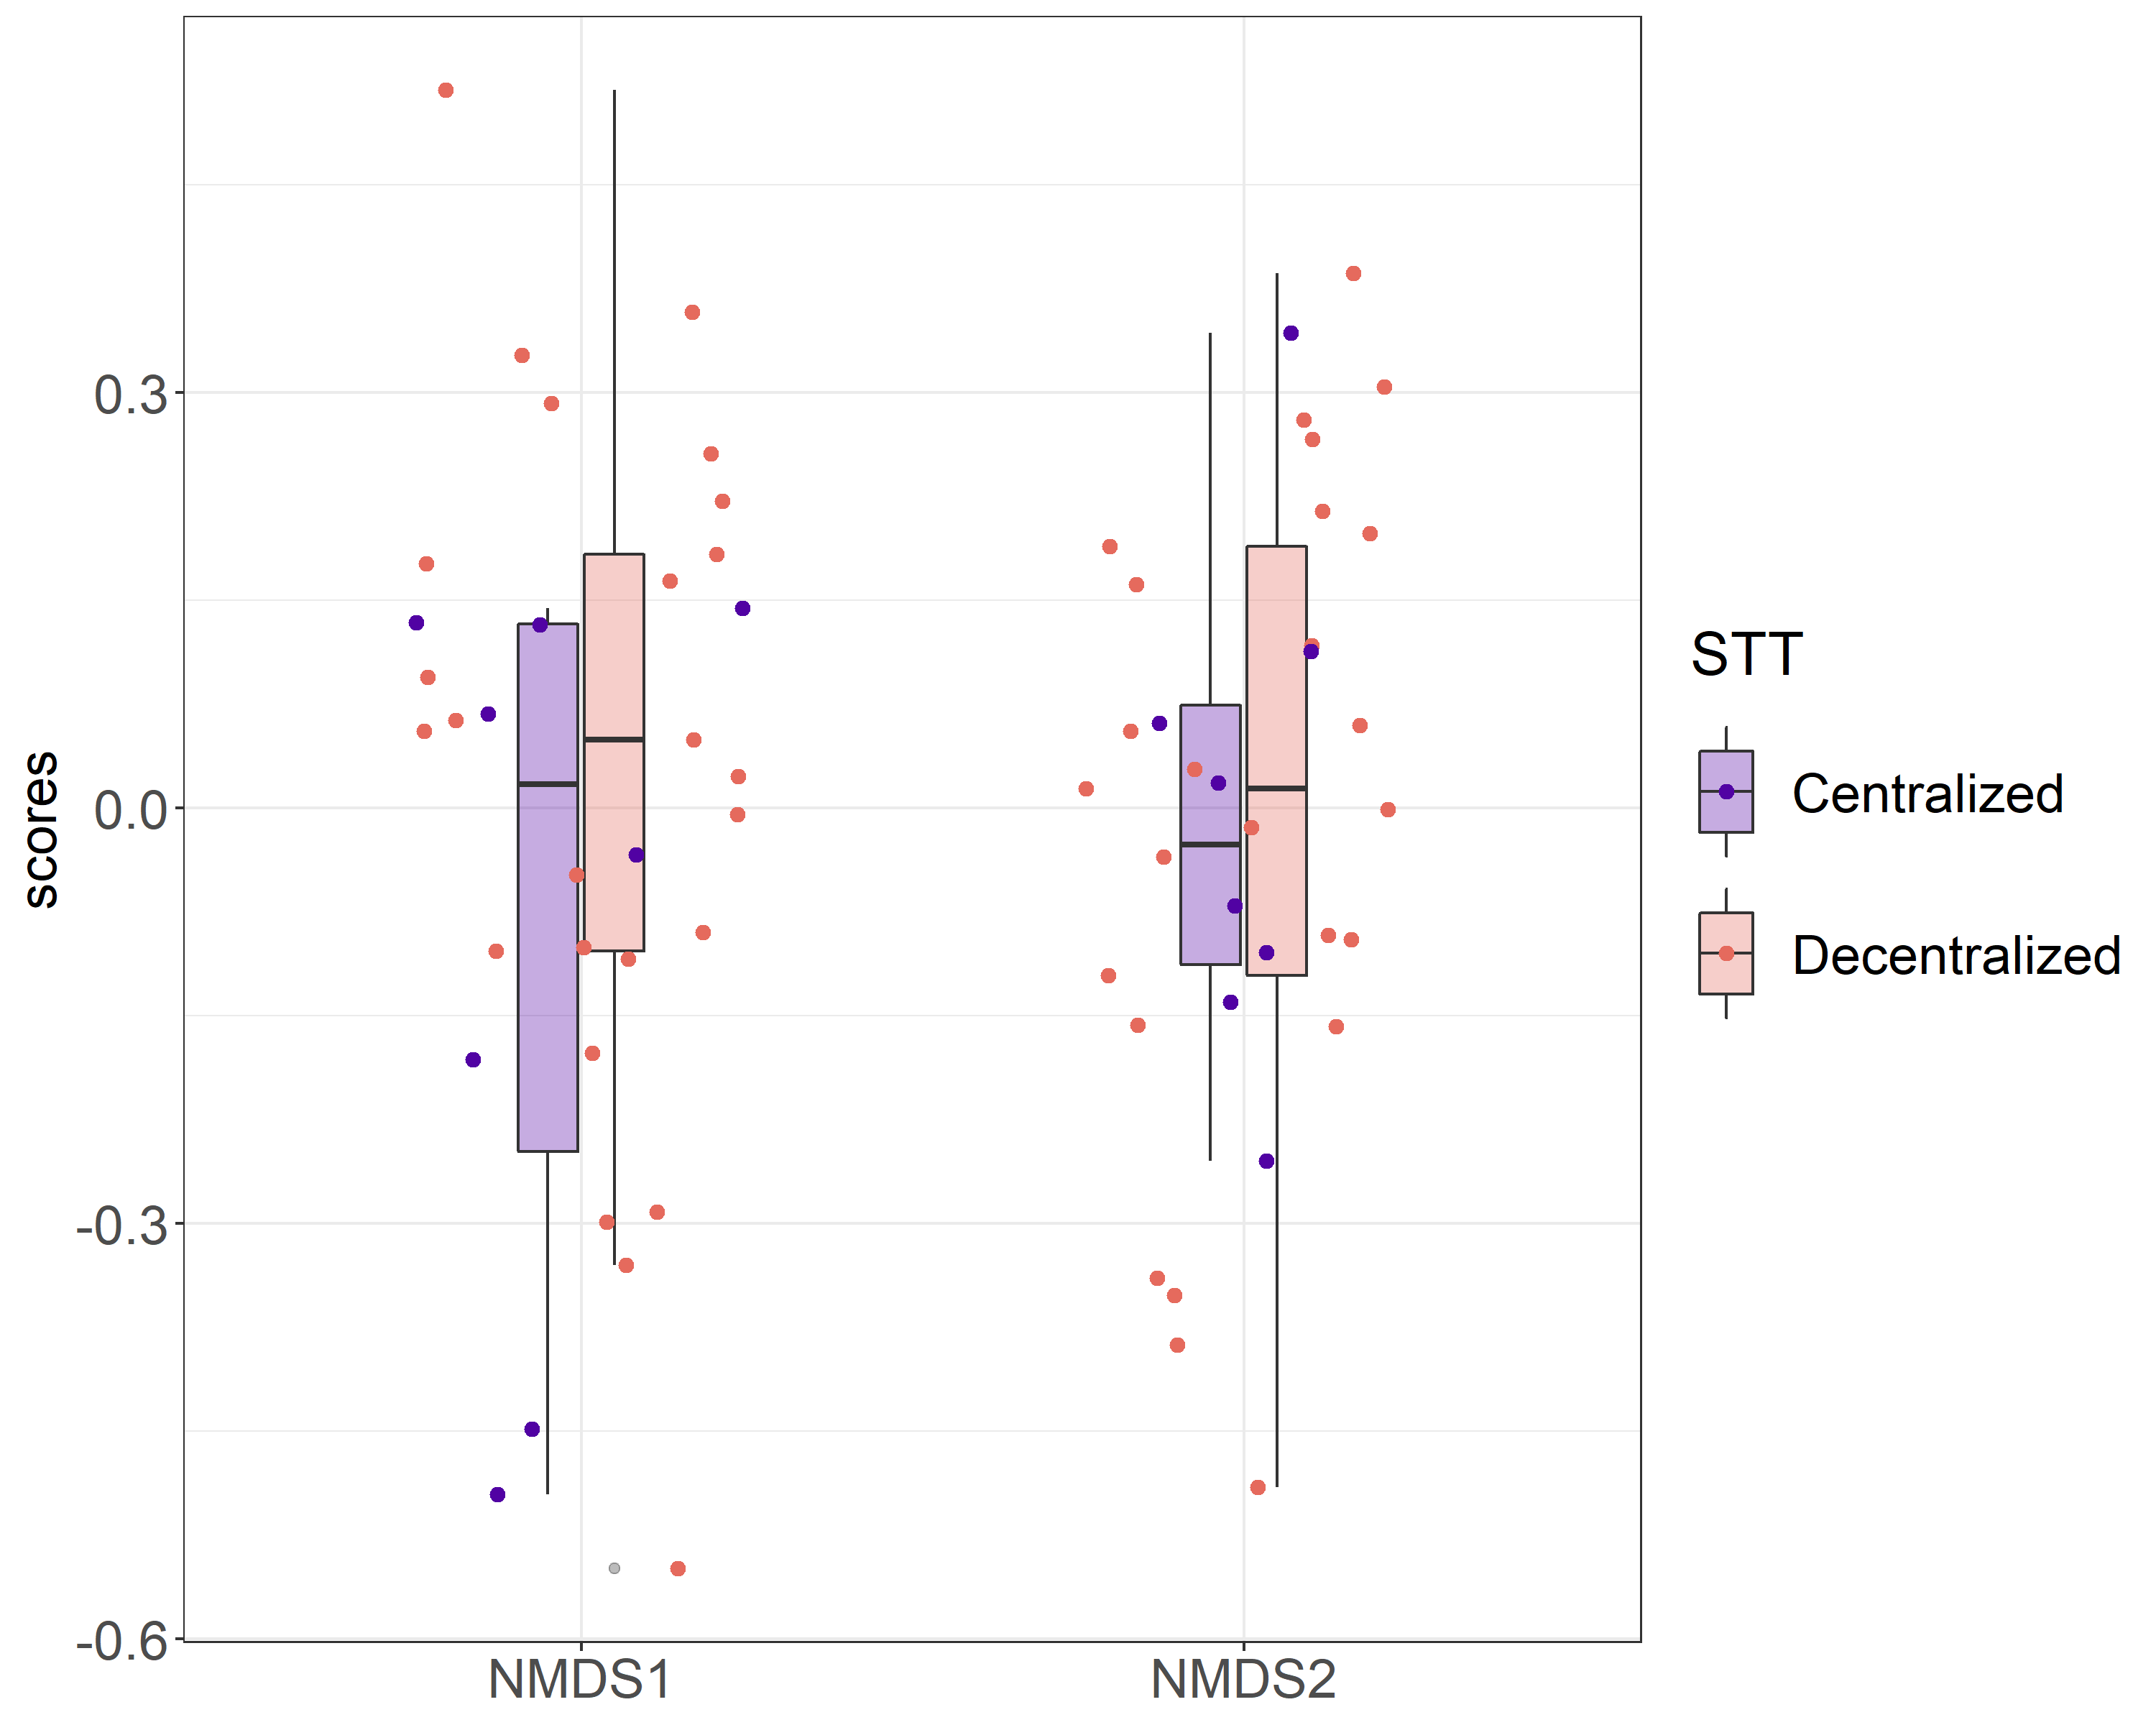 scores
0.3
0.0
-0.3
-0.6
NMDS1
NMDS2
STT
Centralized
Decentralized